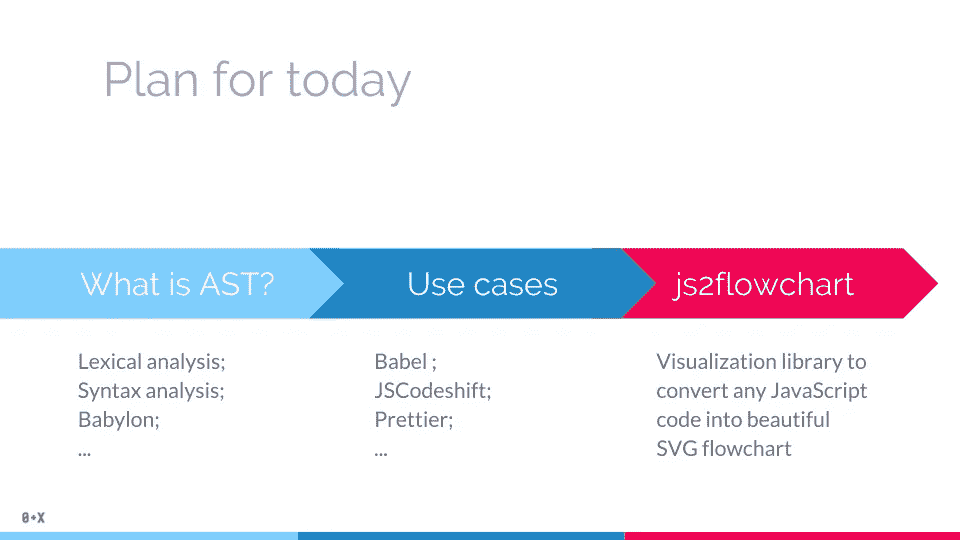 Plan for today
What is AST?
Use cases
js2flowchart
Lexical analysis;
Syntax analysis;
Babylon;
...
Babel ;
JSCodeshift;
Prettier;
...
Visualization library to
convert any JavaScript
code into beautiful
SVG flowchart
0+X